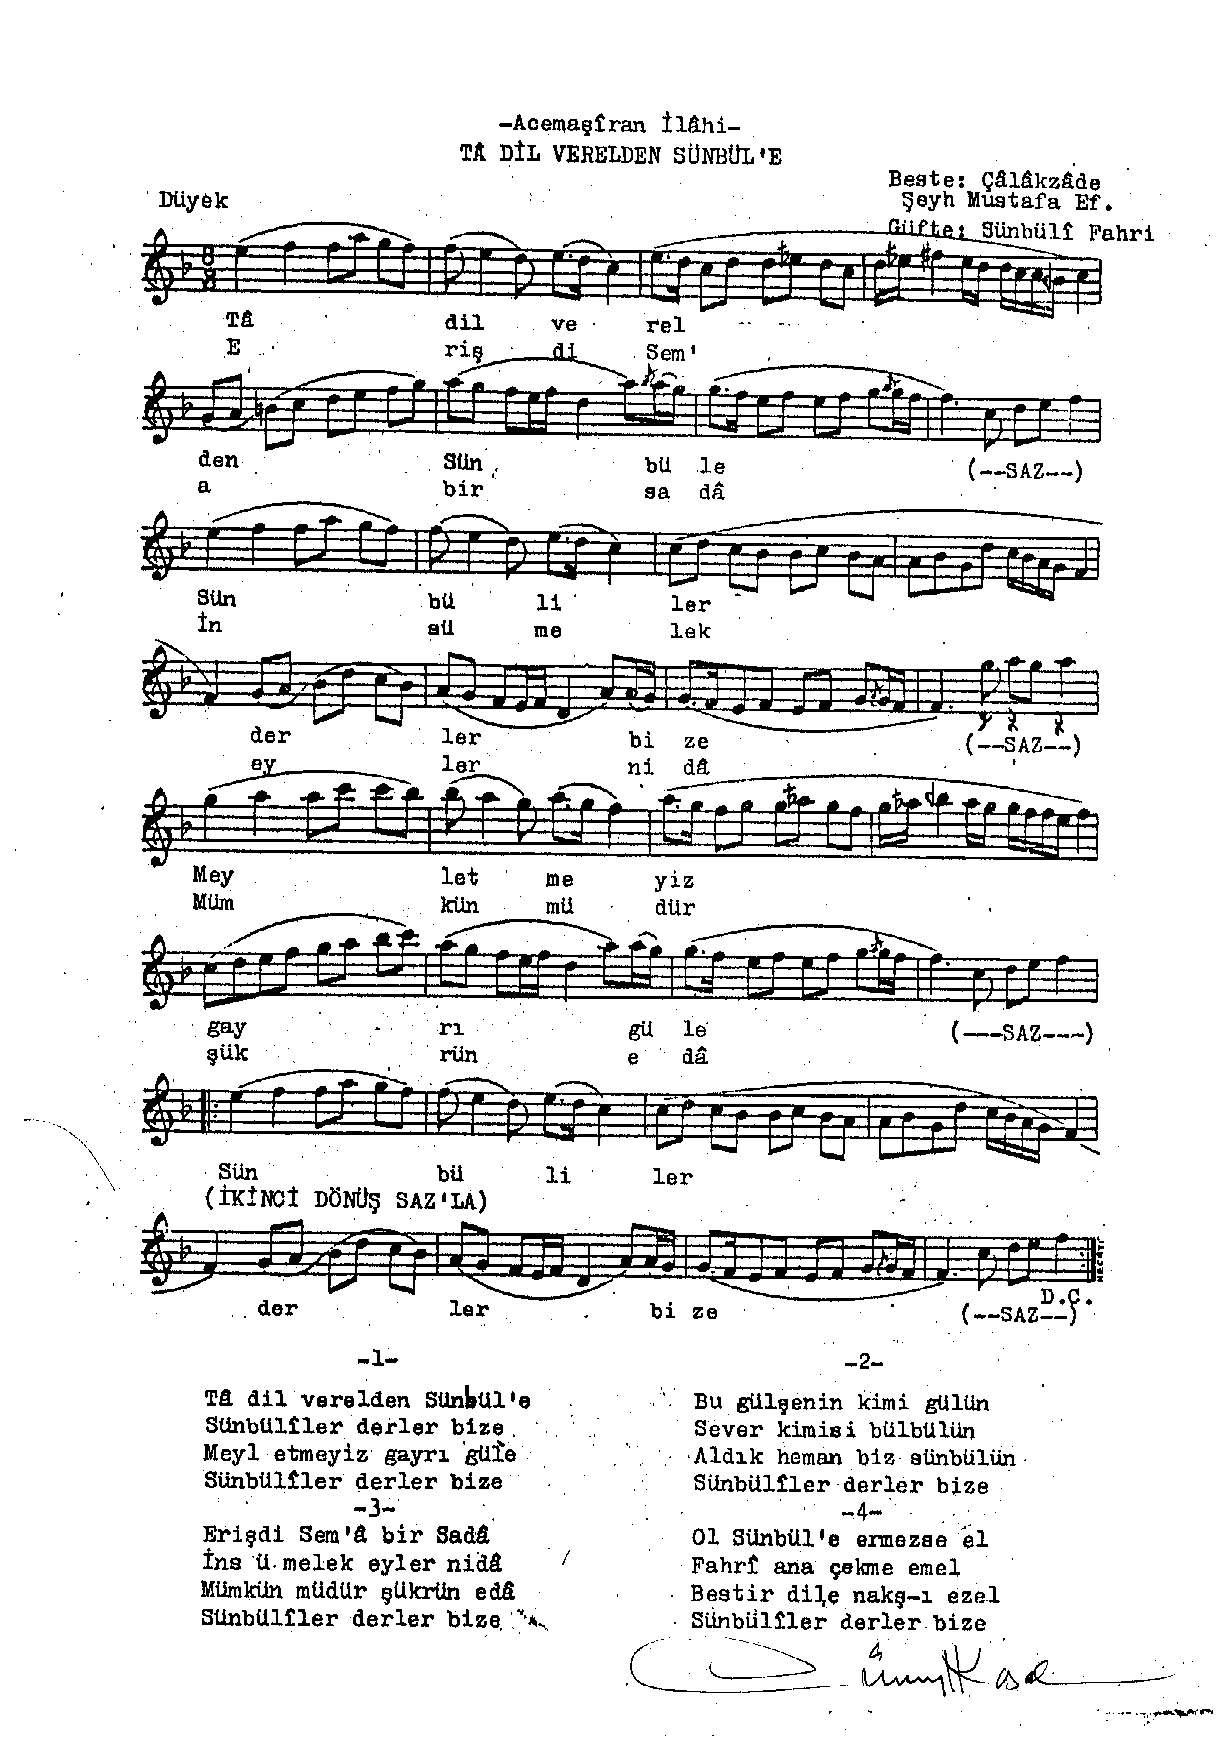 -Acemaşîran İlâhi-
TÂ DİL VERELDEN SÜNBÜL'E
Beste: Çâlâkzâde
Düyek
Şeyh Mustafa Ef.
Güfte: Sünbülî Fahri
8
8
Tâ dil ve rel
E riş di Sem'
den Sün bü le (--SAZ--)
a bir sa dâ
Sün bü li ler
İn sü me lek
der ler bi ze (--SAZ--)
ey ler ni dâ
Mey let me yiz
Müm kün mü dür
gay rı gü le (---SAZ---)
şük rün e dâ
Sün bü li ler
(İKİNCİ DÖNÜŞ SAZ'LA)
D.C.
der ler bi ze (--SAZ--)
-1-
Tâ dil verelden Sünbül'e
Sünbülîler derler bize
Meyl etmeyiz gayrı güle
Sünbülîler derler bize
-2-
Bu gülşenin kimi gülün
Sever kimisi bülbülün
Aldık heman biz sünbülün
Sünbülîler derler bize
-3-
Erişdi Sem'â bir Sadâ
İns ü melek eyler nidâ
Mümkün müdür şükrün edâ
Sünbülîler derler bize
-4-
Ol Sünbül'e ermezse el
Fahrî ana çekme emel
Bestir dile nakş-ı ezel
Sünbülîler derler bize